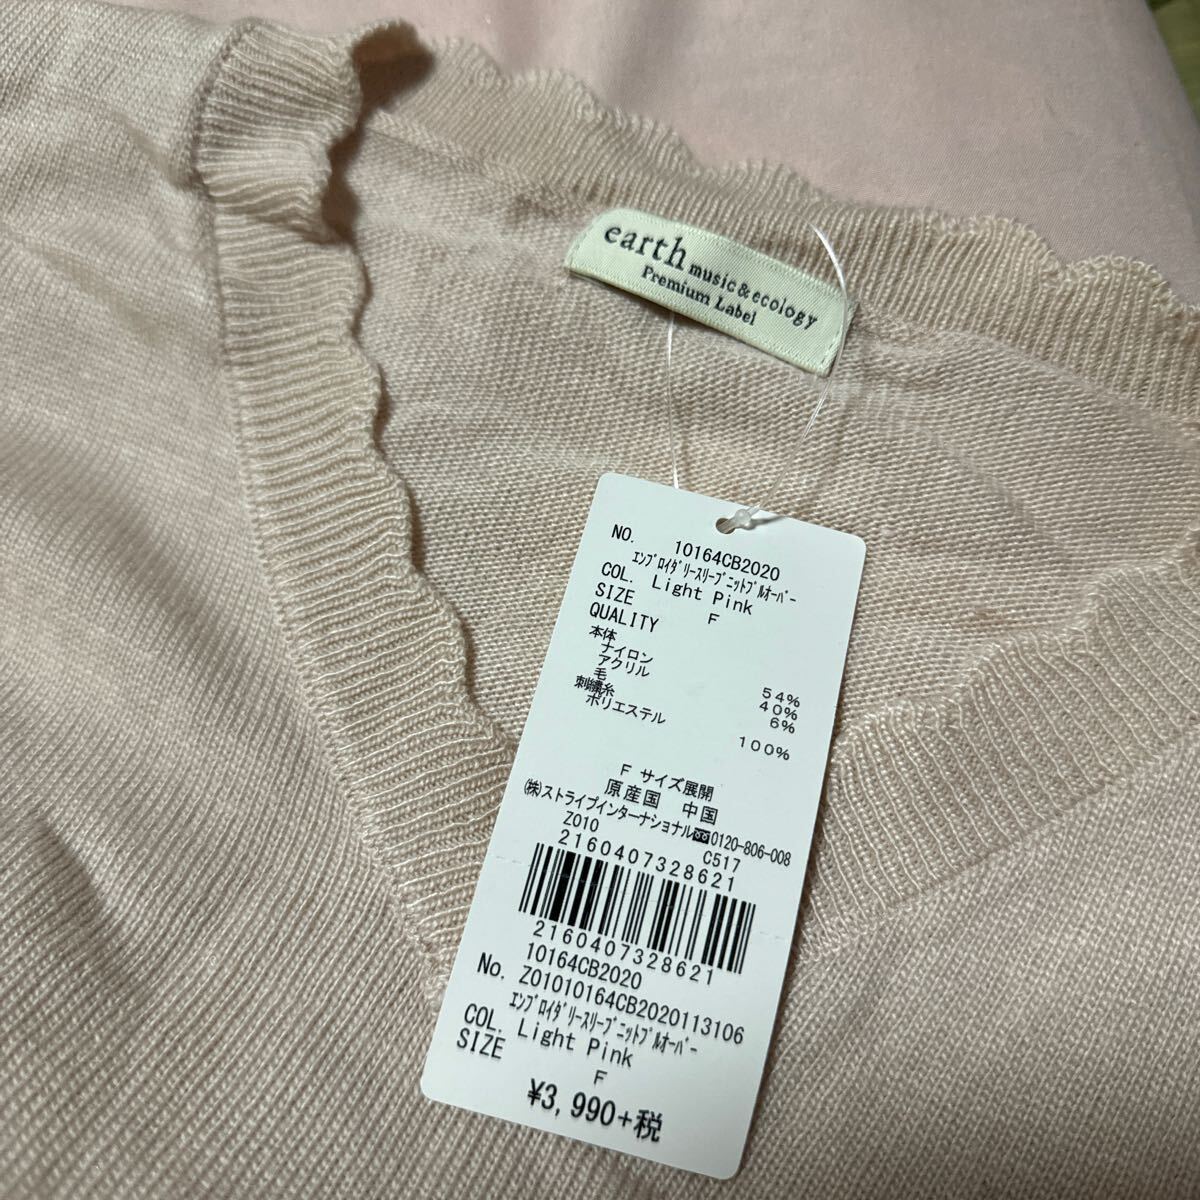 earth music&ecology
Premium Label
NO. 10164CB2020
ｴﾝﾌﾞﾛｲﾀﾞﾘｰｽﾘｰﾌﾞﾆｯﾄﾌﾟﾙｵｰﾊﾞｰ
COL. Light Pink
SIZE F
QUALITY
本体
ナイロン 54%
アクリル 40%
毛 6%
刺繍糸
ポリエステル 100%
F サイズ展開
原産国 中国
(株)ストライプインターナショナル☎0120-806-008
Z010 C517
2160407328621
2160407328621
10164CB2020
No. Z01010164CB2020113106
ｴﾝﾌﾞﾛｲﾀﾞﾘｰｽﾘｰﾌﾞﾆｯﾄﾌﾟﾙｵｰﾊﾞｰ
COL. Light Pink
SIZE F
¥3,990+税